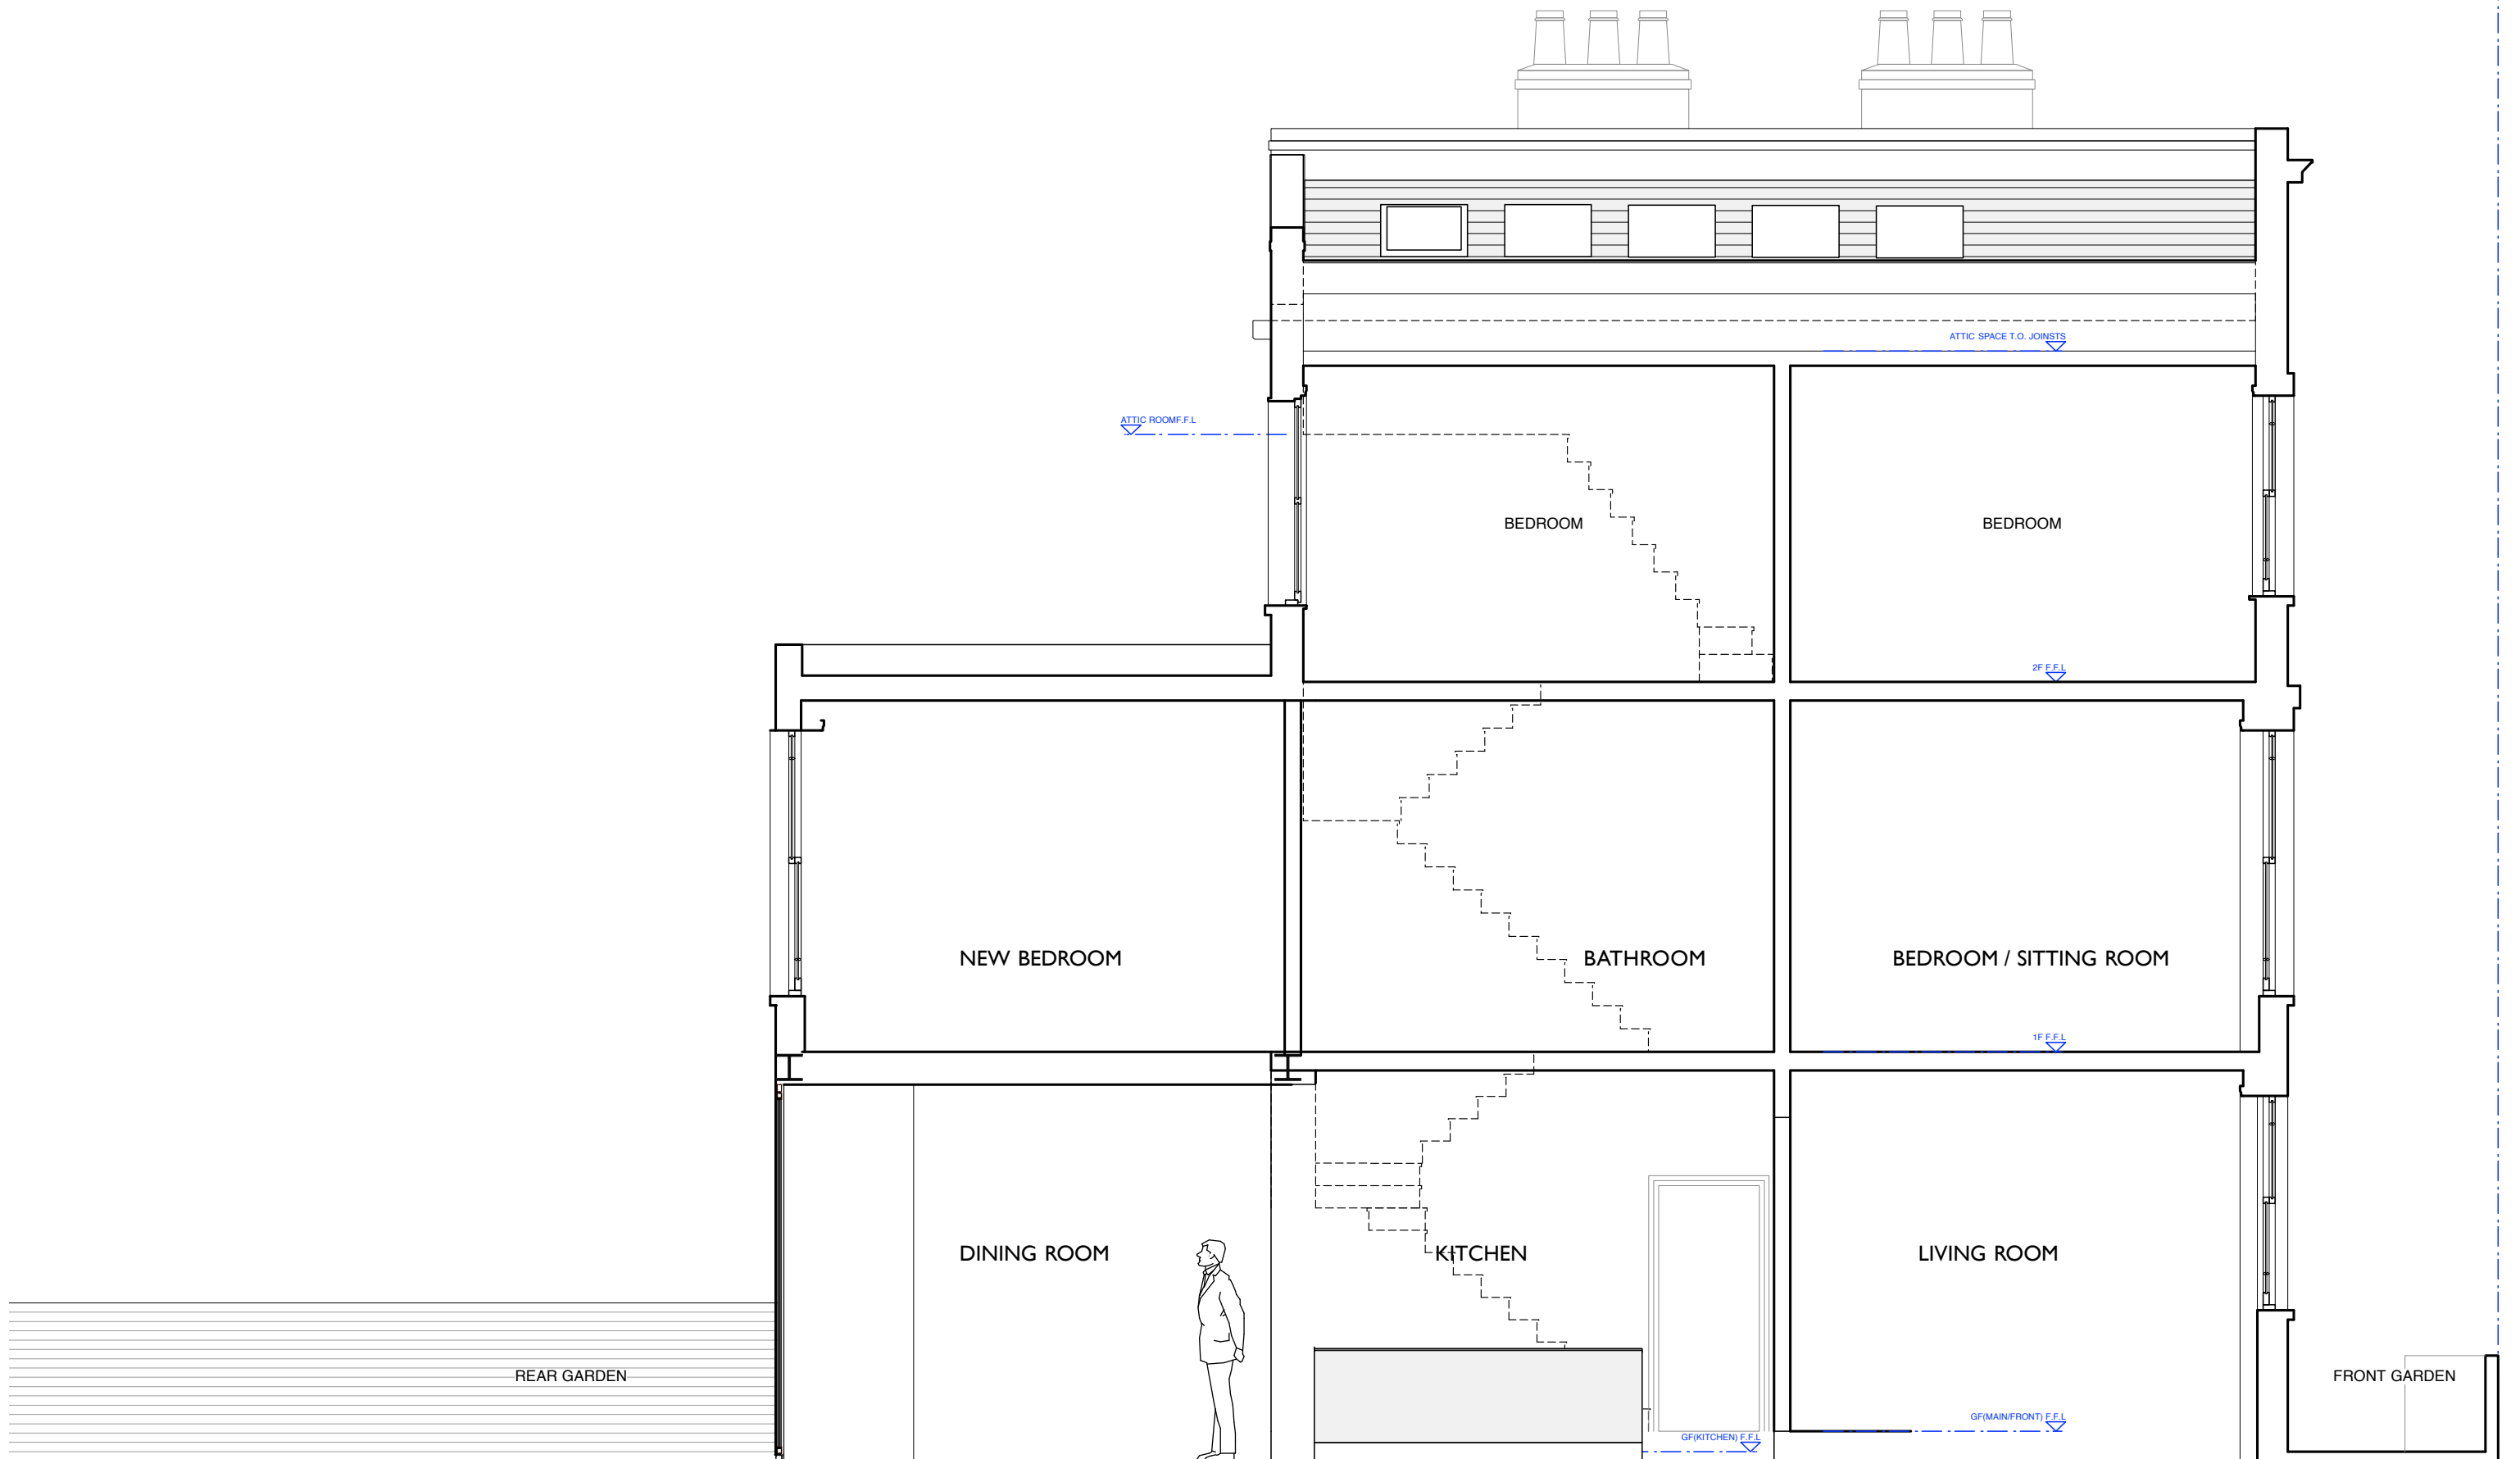 ATTIC SPACE T.O. JOINSTS
ATTIC ROOMF.F.L
BEDROOM
BEDROOM
2F F.F.L
NEW BEDROOM
BATHROOM
BEDROOM / SITTING ROOM
1F F.F.L
DINING ROOM
KITCHEN
LIVING ROOM
REAR GARDEN
FRONT GARDEN
GF(MAIN/FRONT) F.F.L
GF(KITCHEN) F.F.L